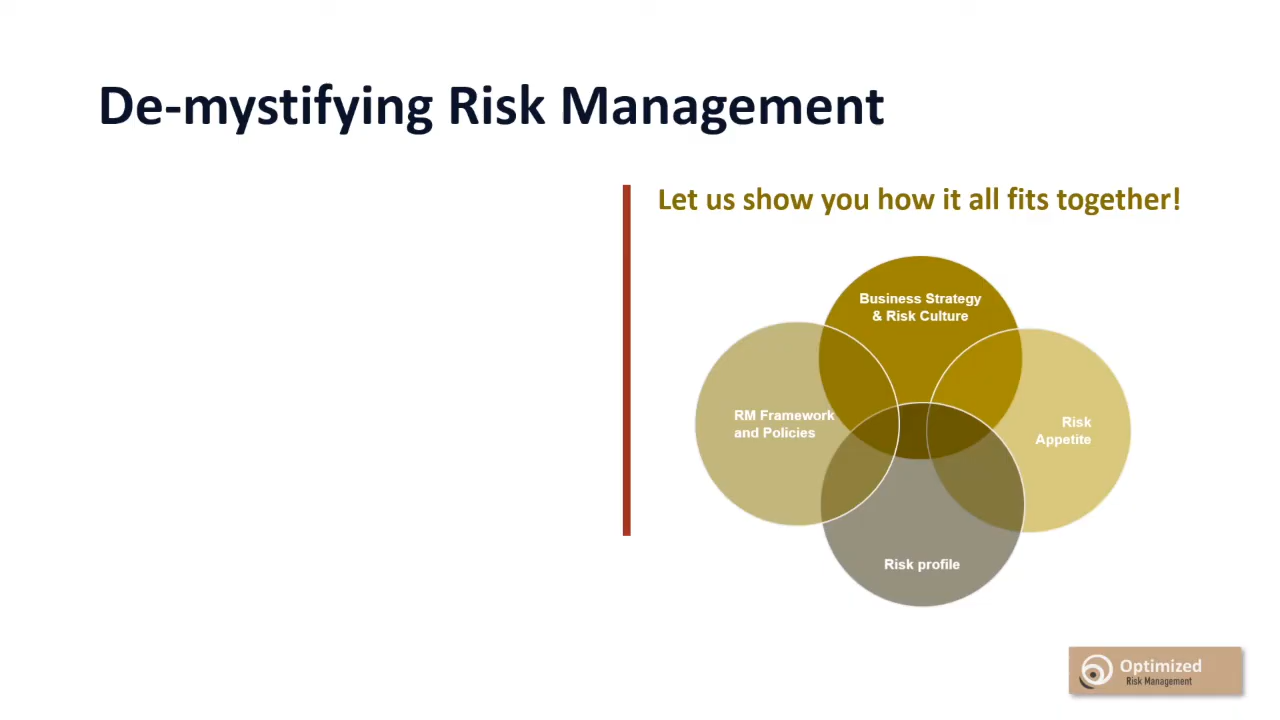 De-mystifying Risk Management
Let us show you how it all fits together!
Business Strategy
& Risk Culture
RM Framework
and Policies
Risk
Appetite
Risk profile
Optimized
Risk Management